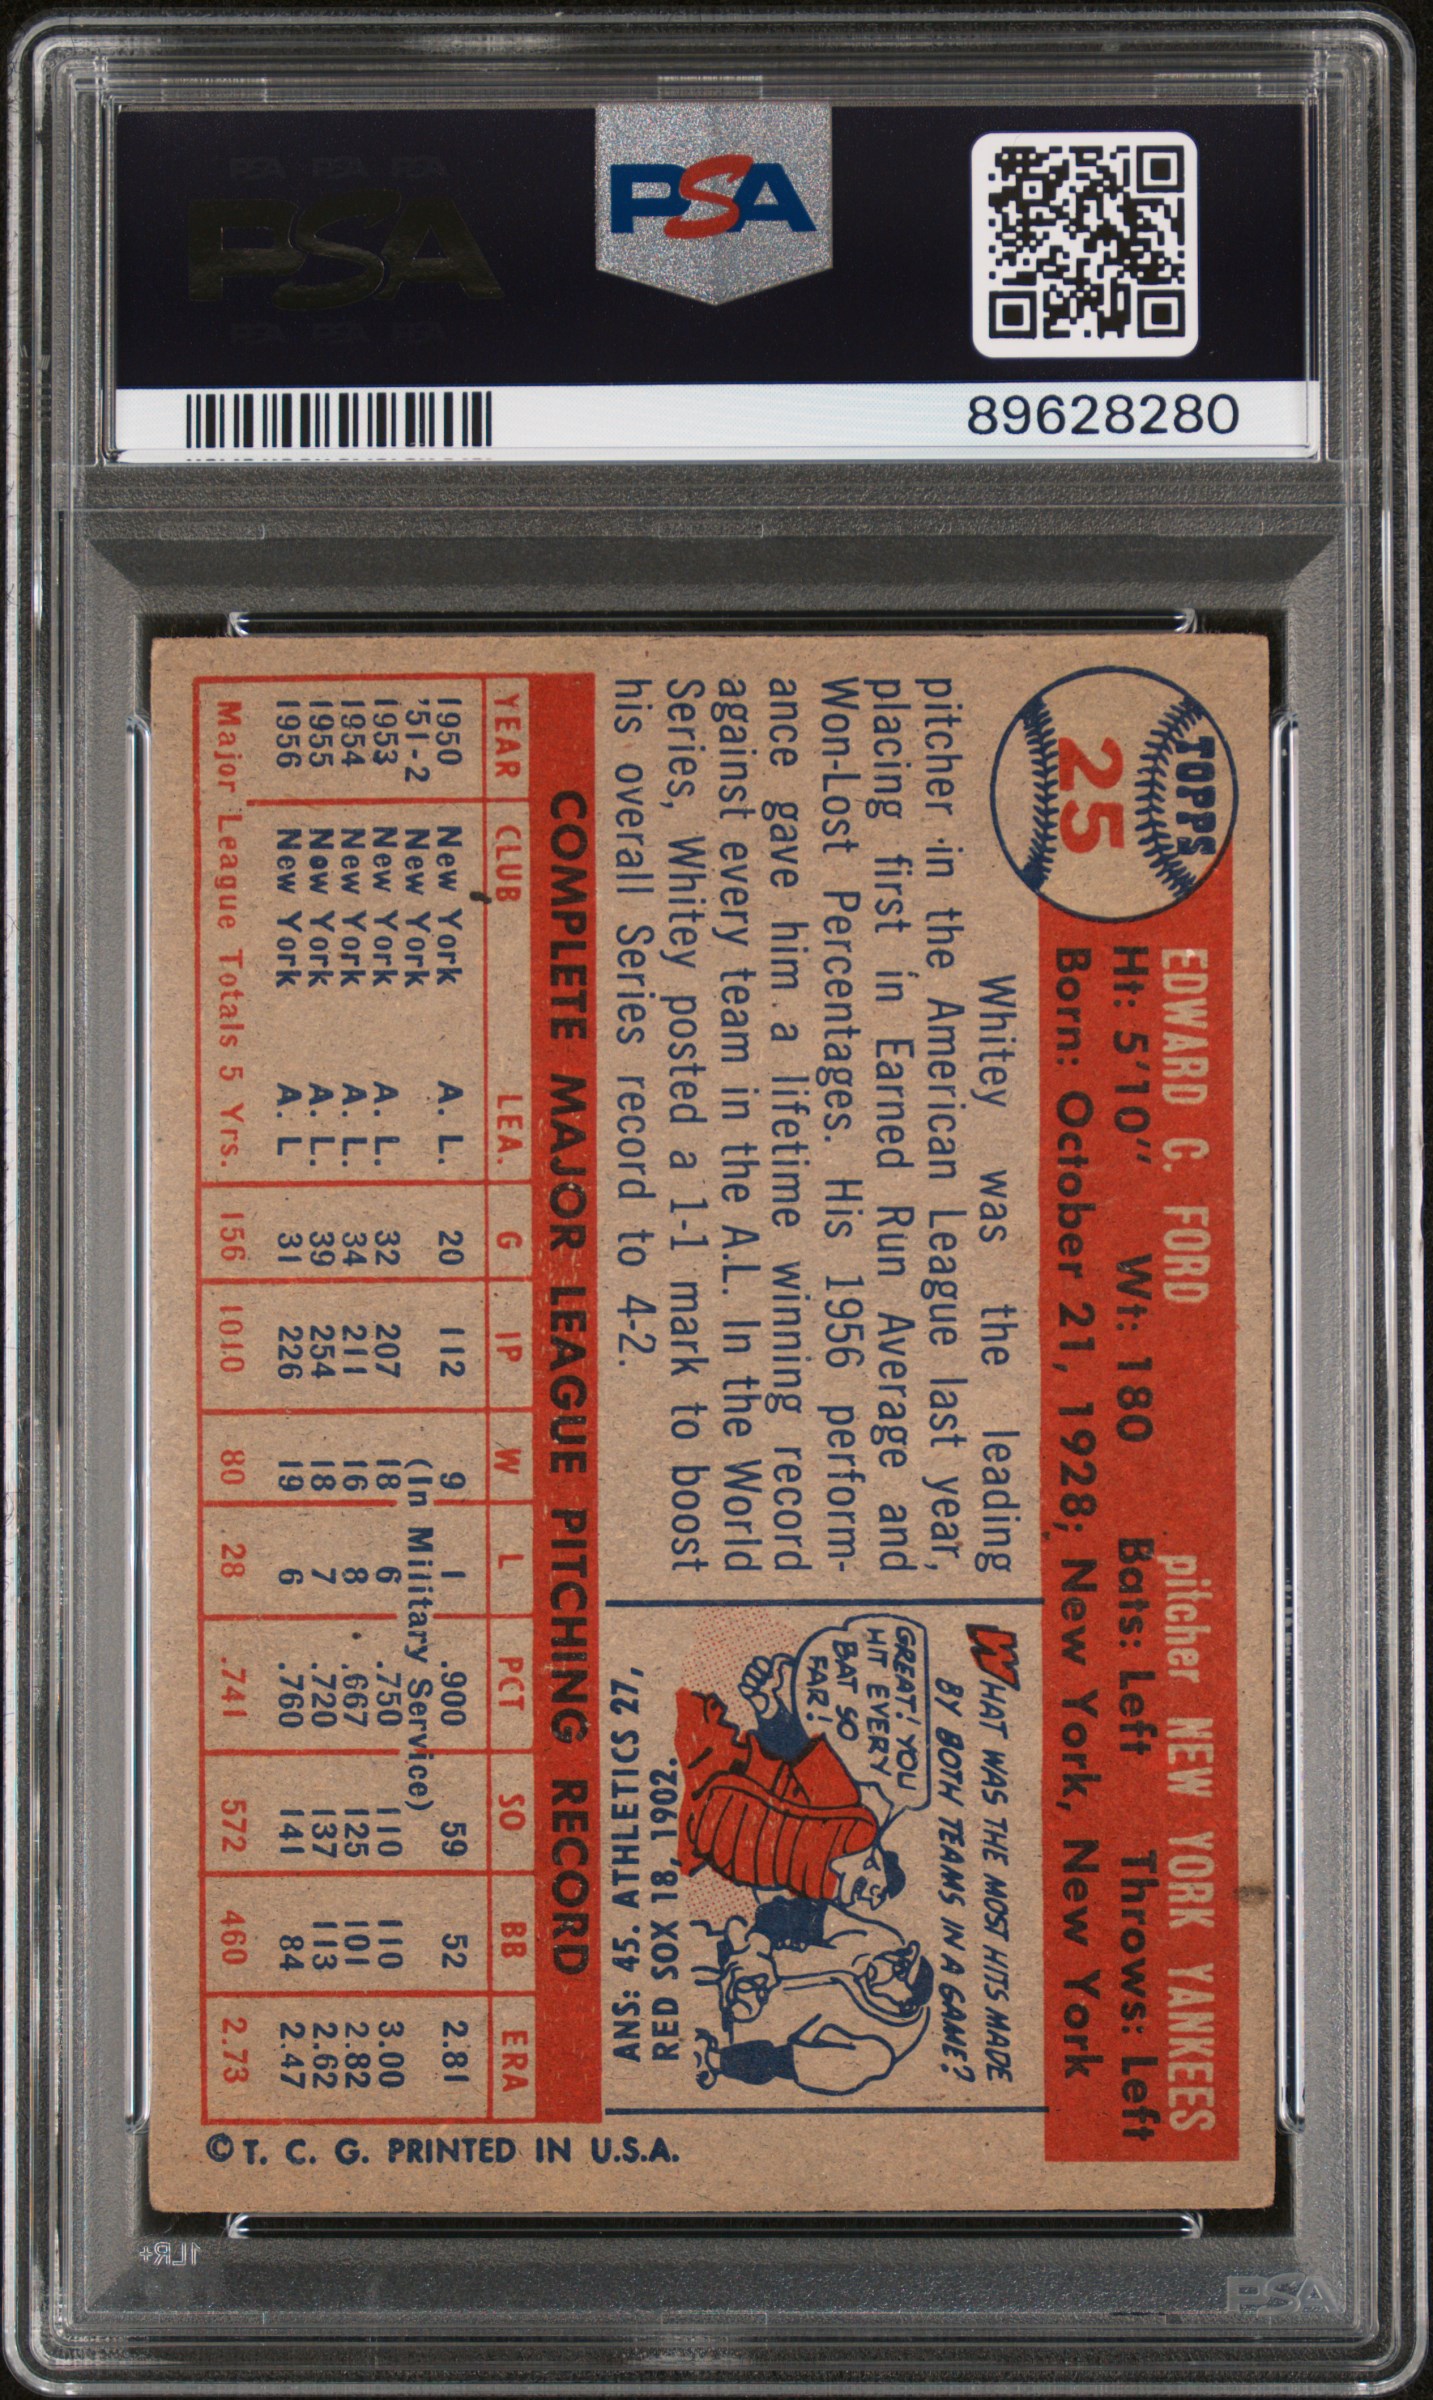 PSA
89628280
TOPPS
25
EDWARD C. FORD pitcher NEW YORK YANKEES
Ht: 5'10" Wt: 180 Bats: Left Throws: Left
Born: October 21, 1928; New York, New York
Whitey was the leading
pitcher in the American League last year,
placing first in Earned Run Average and
Won-Lost Percentages. His 1956 perform-
ance gave him a lifetime winning record
against every team in the A.L. In the World
Series, Whitey posted a 1-1 mark to boost
his overall Series record to 4-2.
WHAT WAS THE MOST HITS MADE
BY BOTH TEAMS IN A GAME?
GREAT! YOU
HIT EVERY
BAT SO
FAR!
ANS: 45. ATHLETICS 27,
RED SOX 18, 1902.
COMPLETE MAJOR LEAGUE PITCHING RECORD
YEAR CLUB LEA. G IP W L PCT SO BB ERA
1950 New York A. L. 20 112 9 1 .900 59 52 2.81
'51-2 New York (In Military Service)
1953 New York A. L. 32 207 18 6 .750 110 110 3.00
1954 New York A. L. 34 211 16 8 .667 125 101 2.82
1955 New York A. L. 39 254 18 7 .720 137 113 2.62
1956 New York A. L 31 226 19 6 .760 141 84 2.47
Major League Totals 5 Yrs. 156 1010 80 28 .741 572 460 2.73
© T. C. G. PRINTED IN U.S.A.
1LR+
PSA